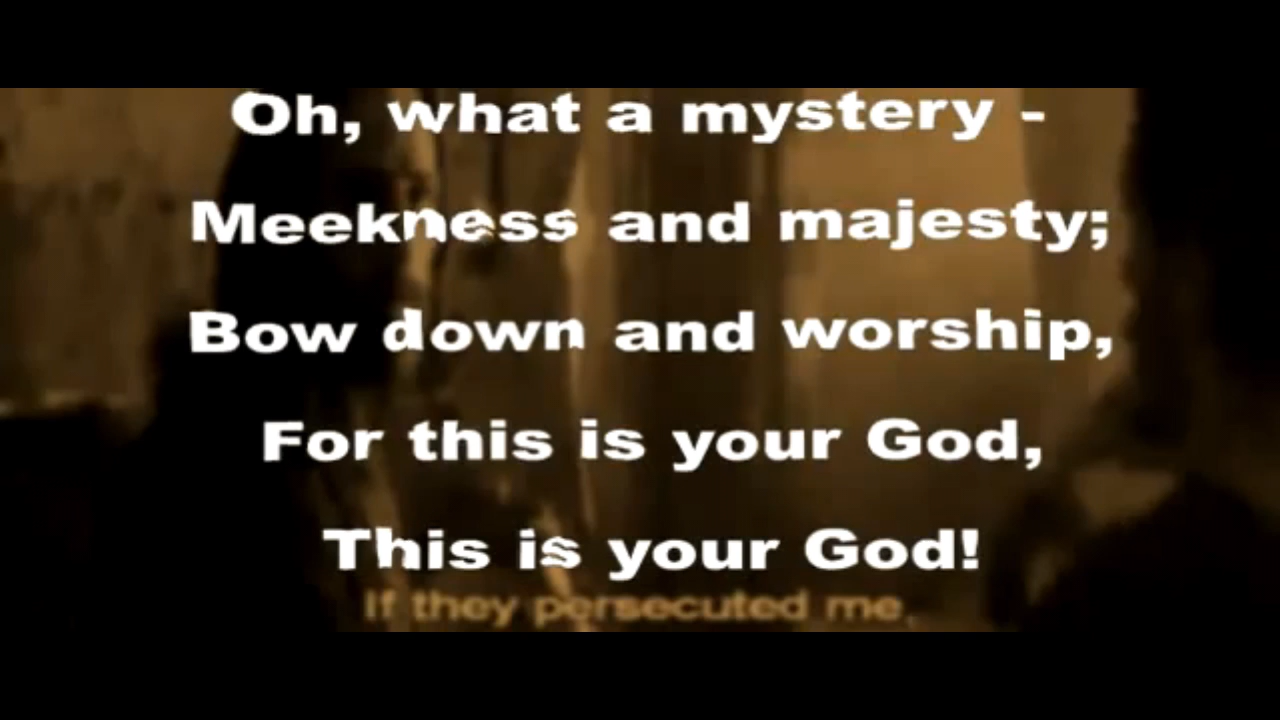 Oh, what a mystery -
Meekness and majesty;
Bow down and worship,
For this is your God,
This is your God!
If they persecuted me,